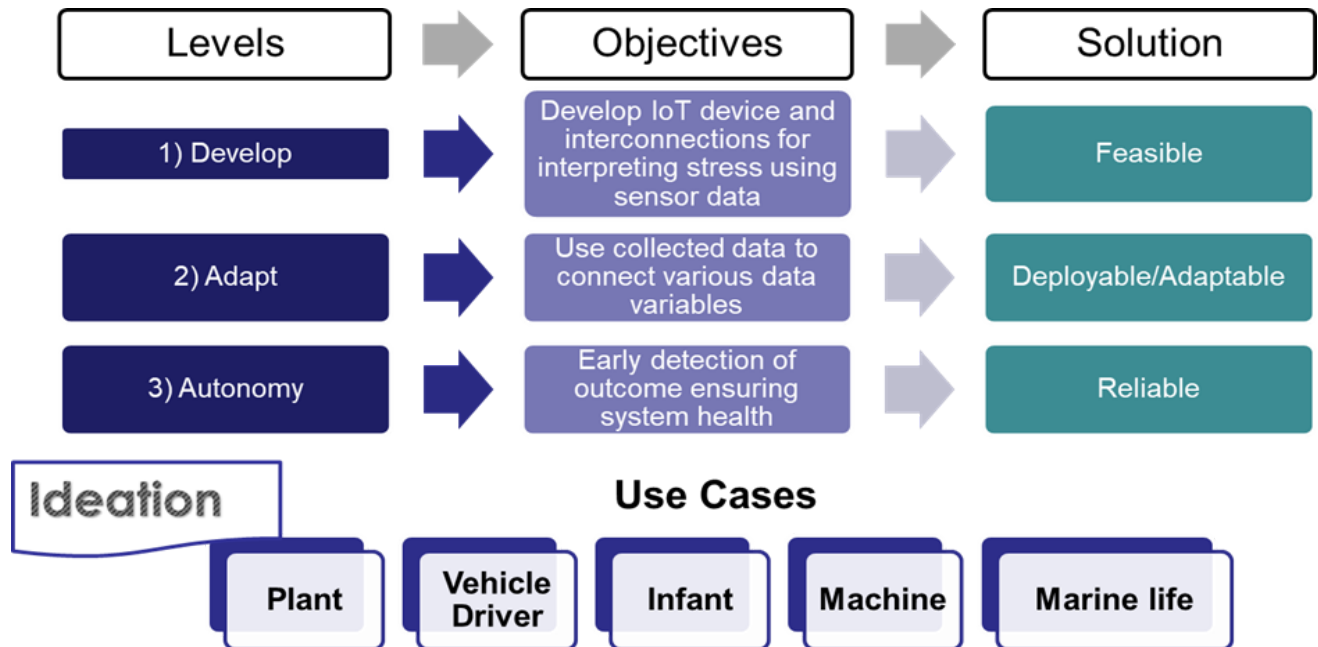 Levels
Objectives
Solution
1) Develop
Develop IoT device and
interconnections for
interpreting stress using
sensor data
Feasible
2) Adapt
Use collected data to
connect various data
variables
Deployable/Adaptable
3) Autonomy
Early detection of
outcome ensuring
system health
Reliable
Ideation
Use Cases
Plant
Vehicle
Driver
Infant
Machine
Marine life